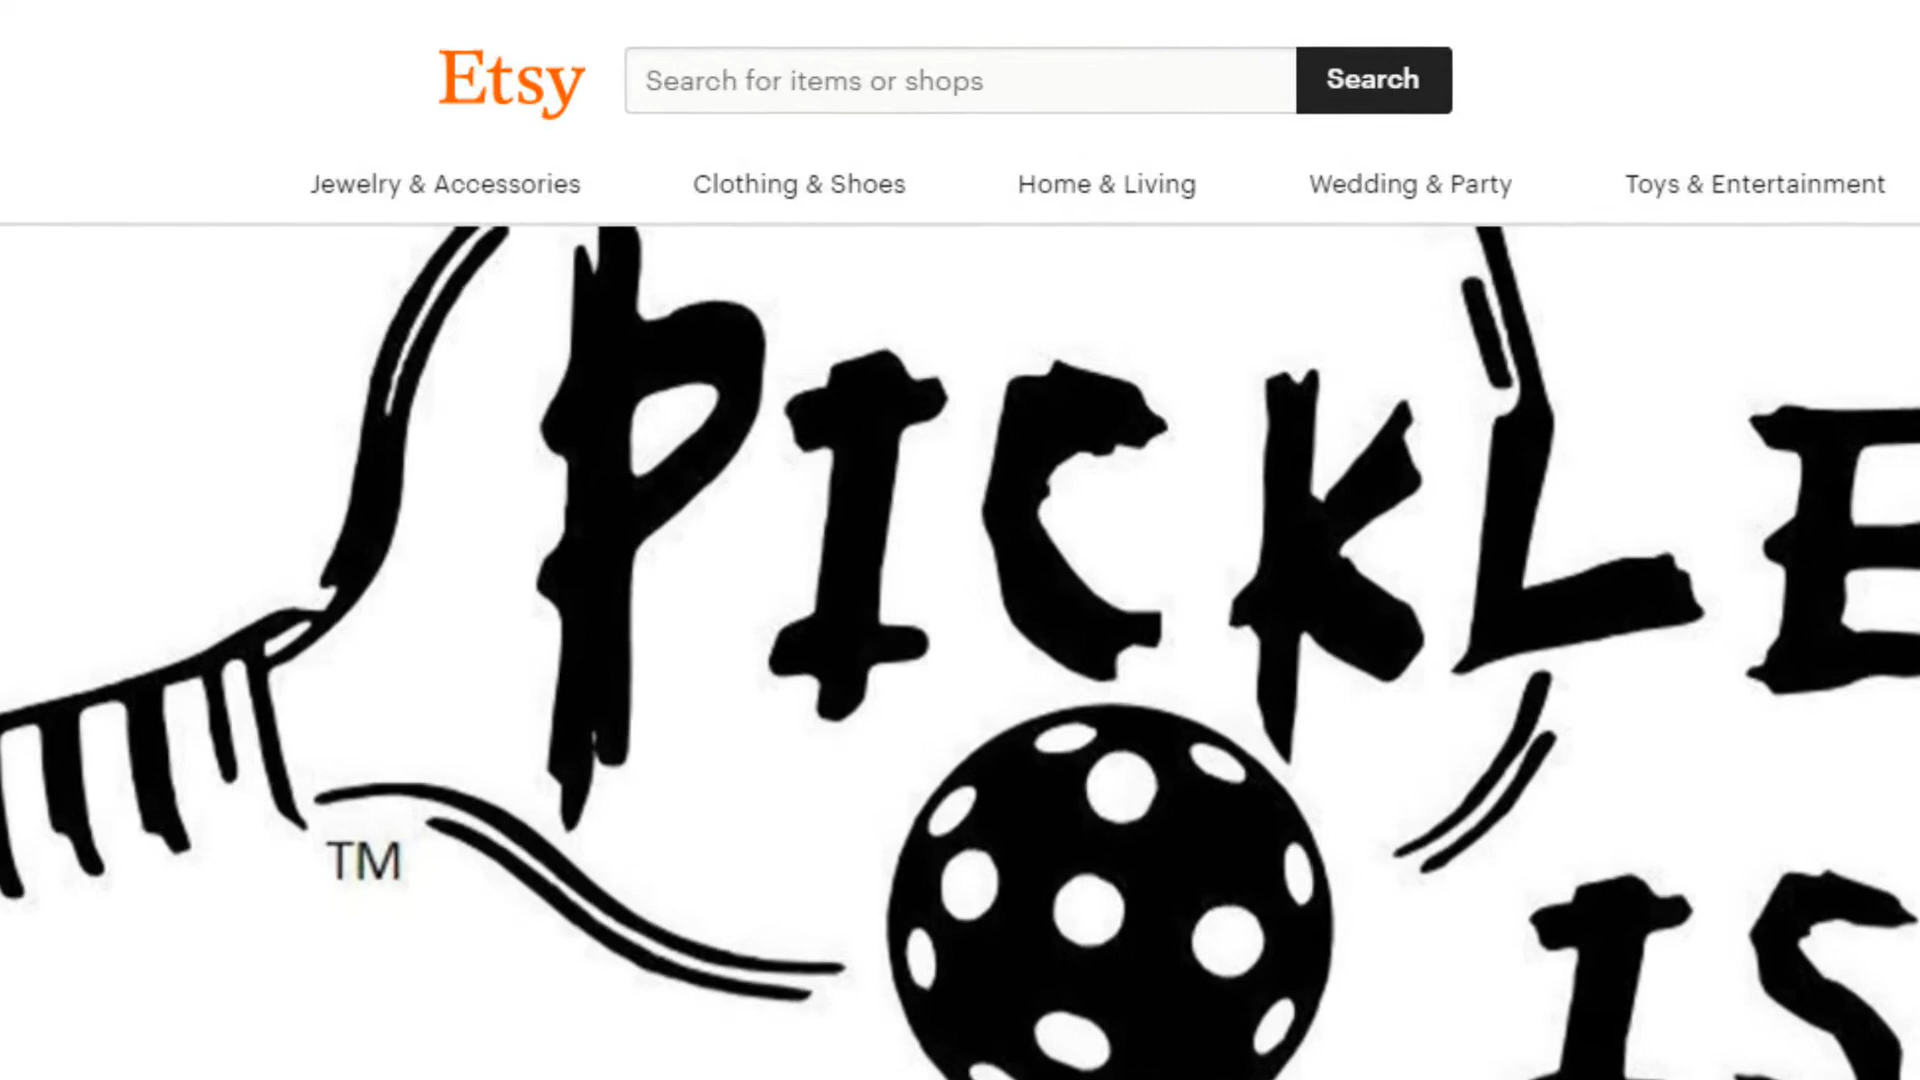 Etsy Search for items or shops Search
Jewelry & Accessories Clothing & Shoes Home & Living Wedding & Party Toys & Entertainment
PICKLE
TM
IS